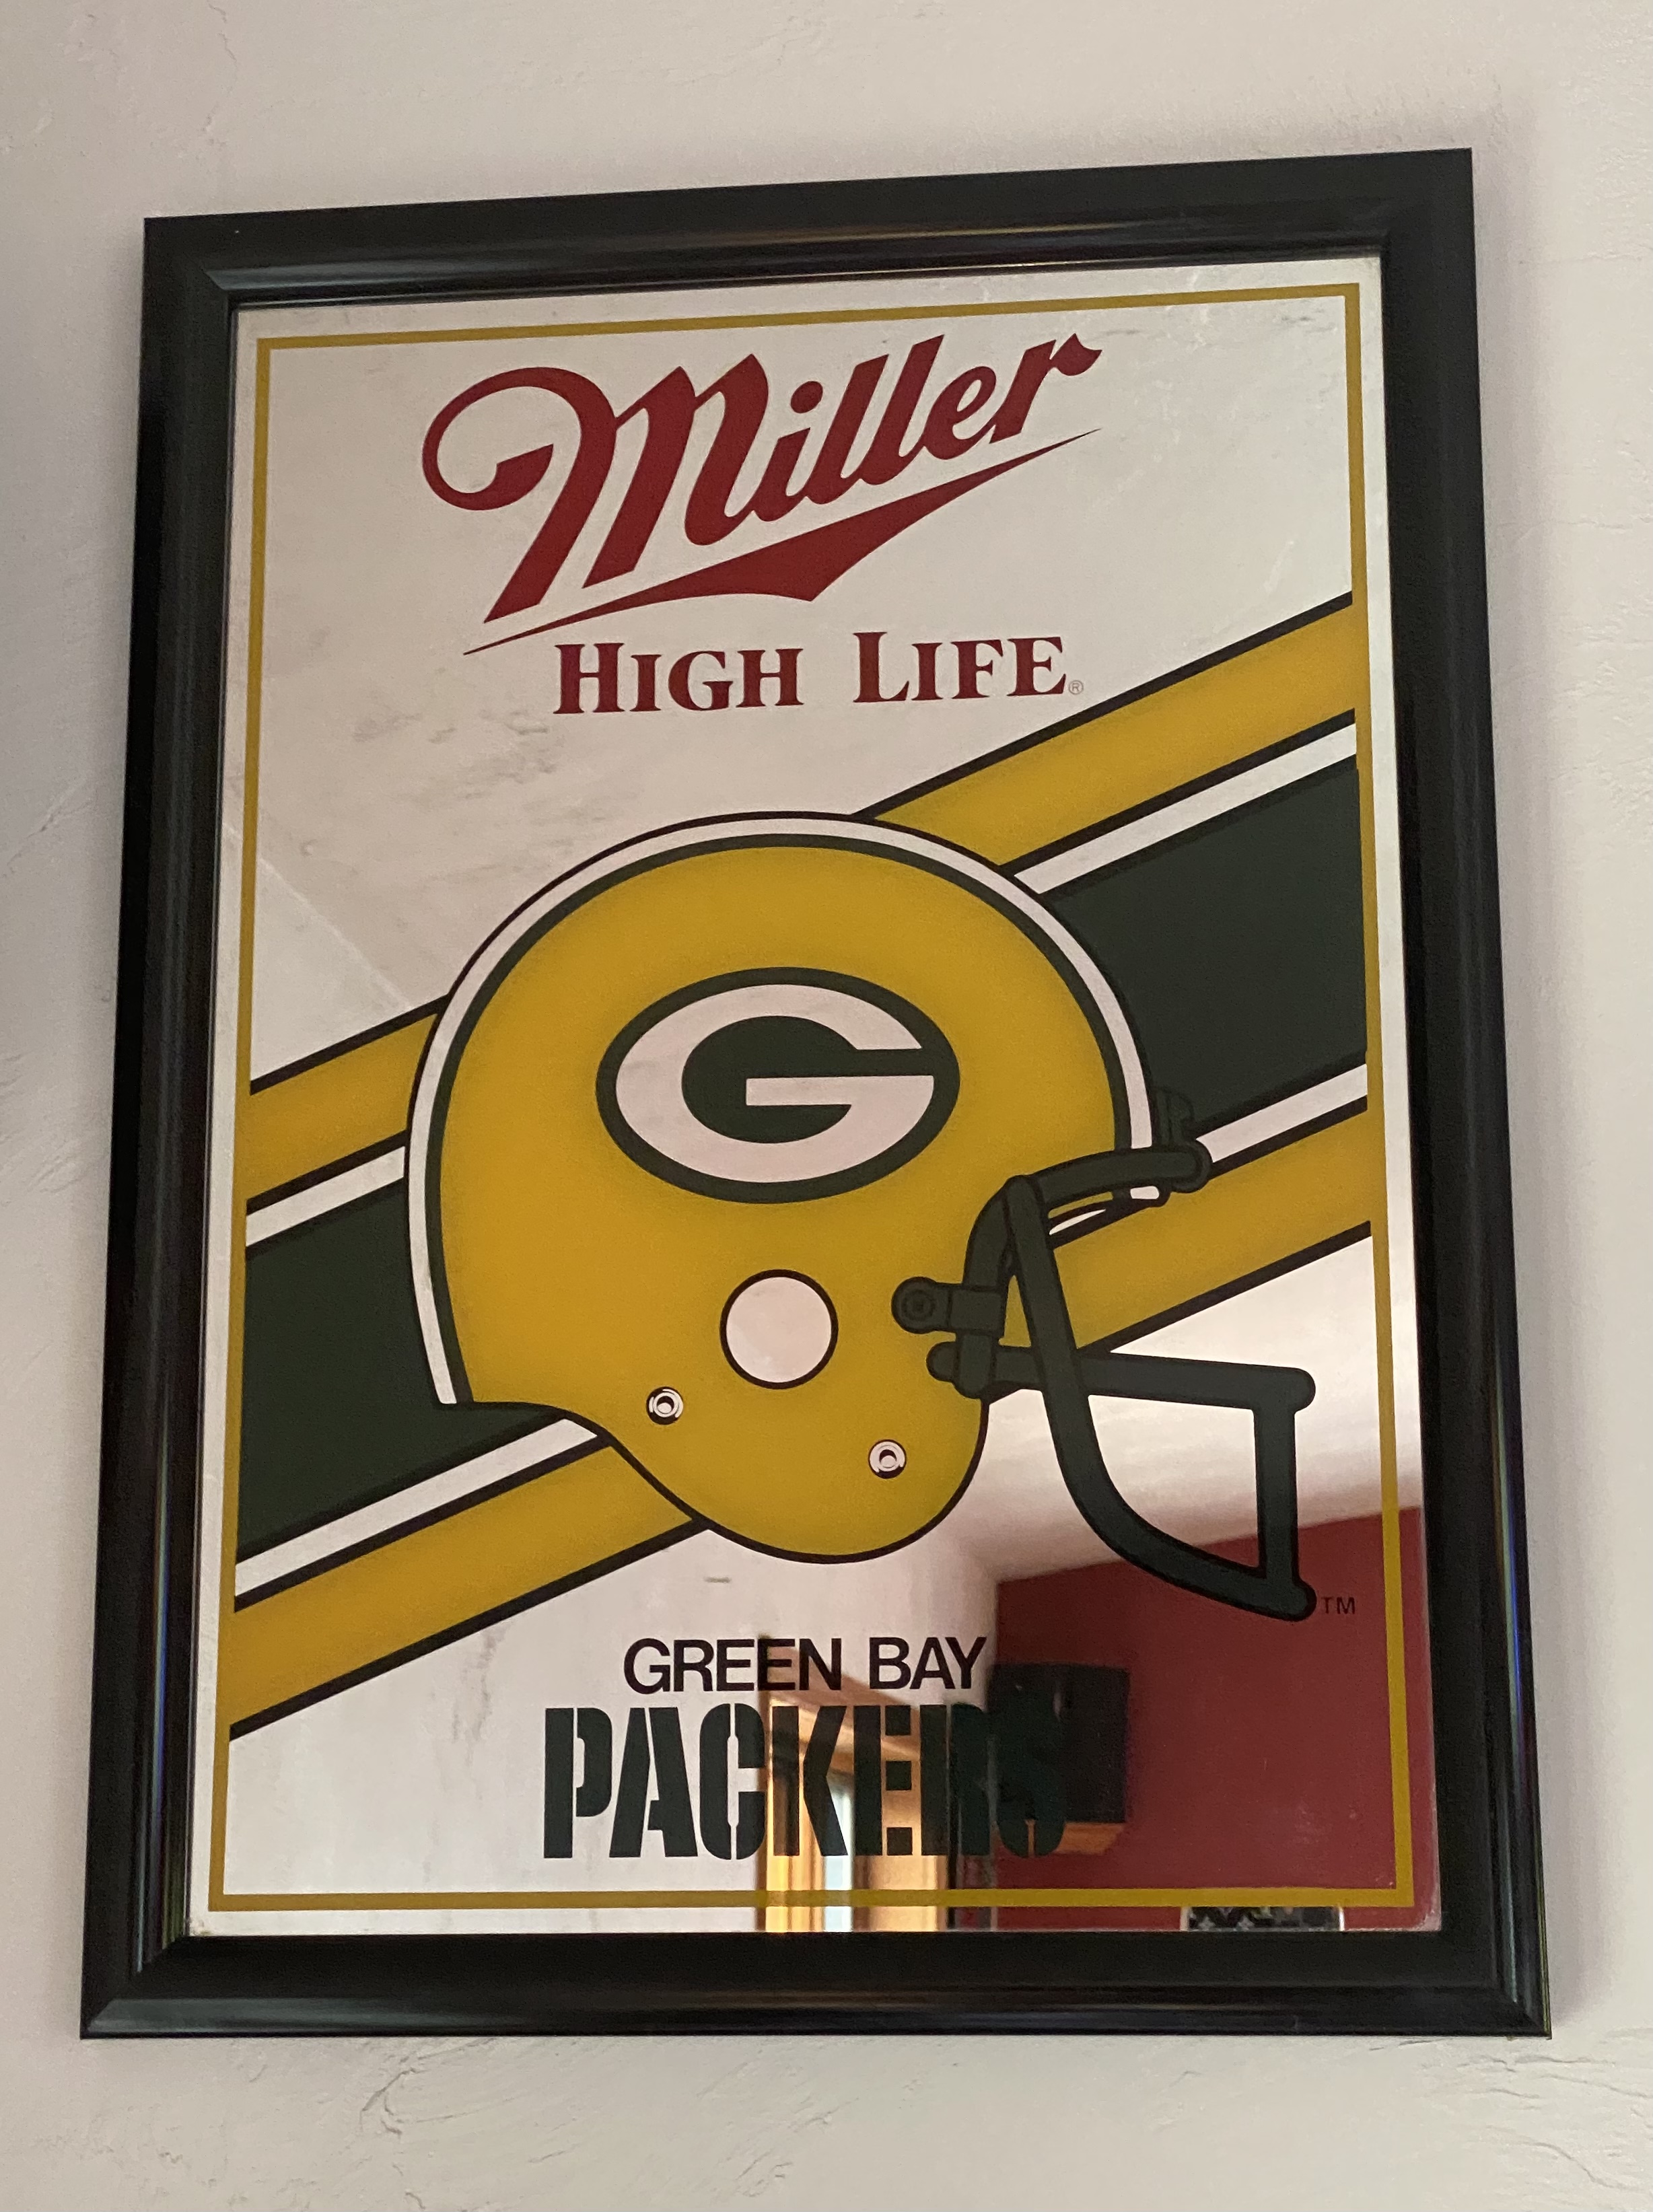 Miller
HIGH LIFE®
G
TM
GREEN BAY
PACKERS